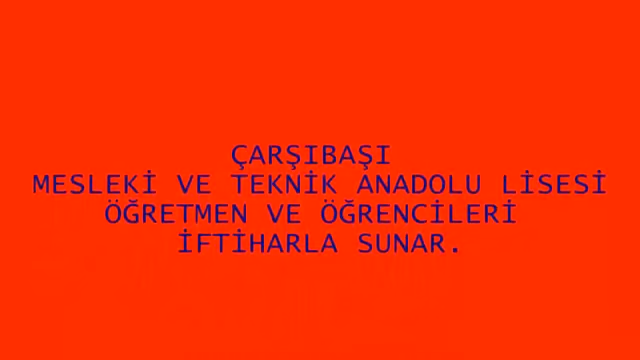 ÇARŞIBAŞI
MESLEKİ VE TEKNİK ANADOLU LİSESİ
ÖĞRETMEN VE ÖĞRENCİLERİ
İFTİHARLA SUNAR.